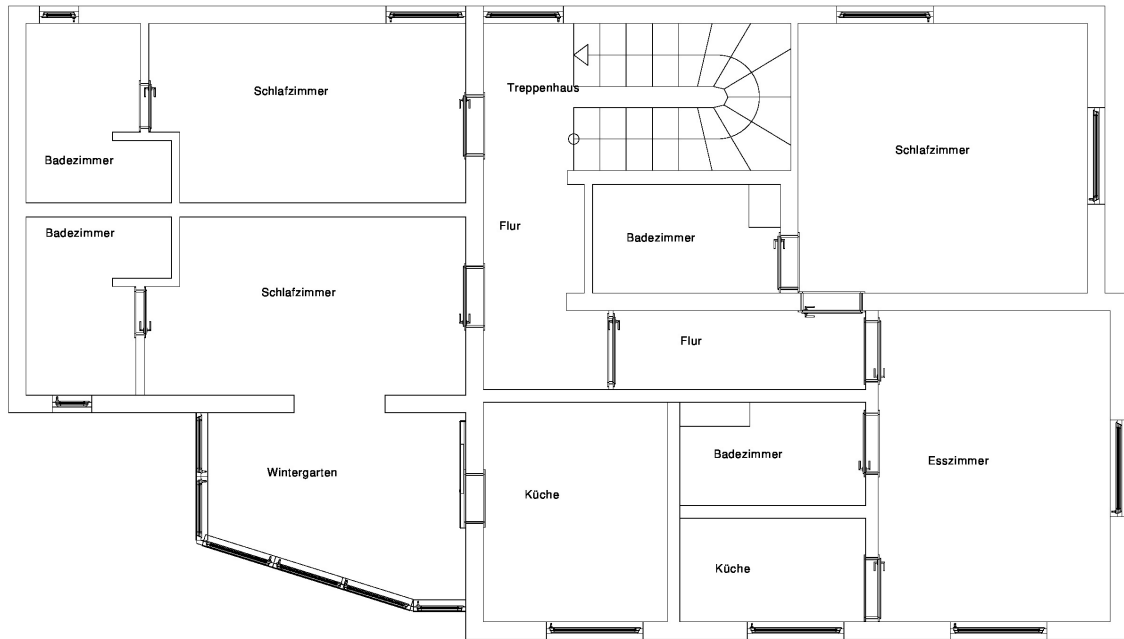 Schlafzimmer
Treppenhaus
Schlafzimmer
Badezimmer
Badezimmer
Flur
Badezimmer
Schlafzimmer
Flur
Wintergarten
Badezimmer
Esszimmer
Küche
Küche